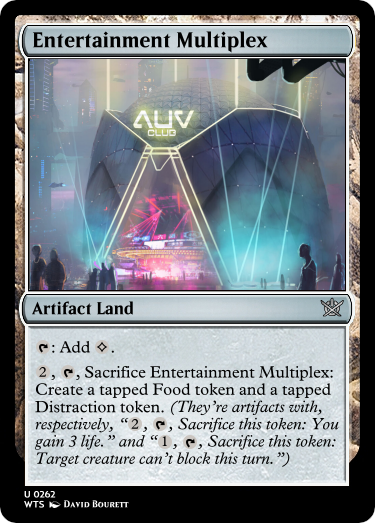 Entertainment Multiplex
AUV
CLUB
Artifact Land
: Add .
2, , Sacrifice Entertainment Multiplex:
Create a tapped Food token and a tapped
Distraction token. (They're artifacts with,
respectively, “2, , Sacrifice this token: You
gain 3 life.” and “1, , Sacrifice this token:
Target creature can't block this turn.”)
U 0262
WTS David Bourett